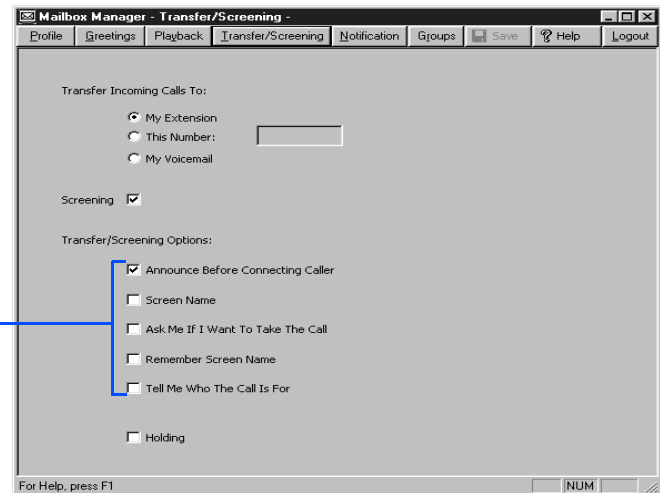 Mailbox Manager - Transfer/Screening -
Profile Greetings Playback Transfer/Screening Notification Groups Save Help Logout
Transfer Incoming Calls To:
My Extension
This Number:
My Voicemail
Screening
Transfer/Screening Options:
Announce Before Connecting Caller
Screen Name
Ask Me If I Want To Take The Call
Remember Screen Name
Tell Me Who The Call Is For
Holding
For Help, press F1 NUM